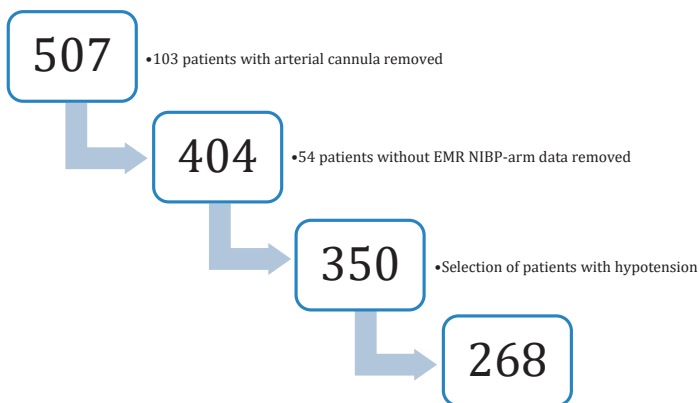 507
•103 patients with arterial cannula removed
404
•54 patients without EMR NIBP-arm data removed
350
•Selection of patients with hypotension
268